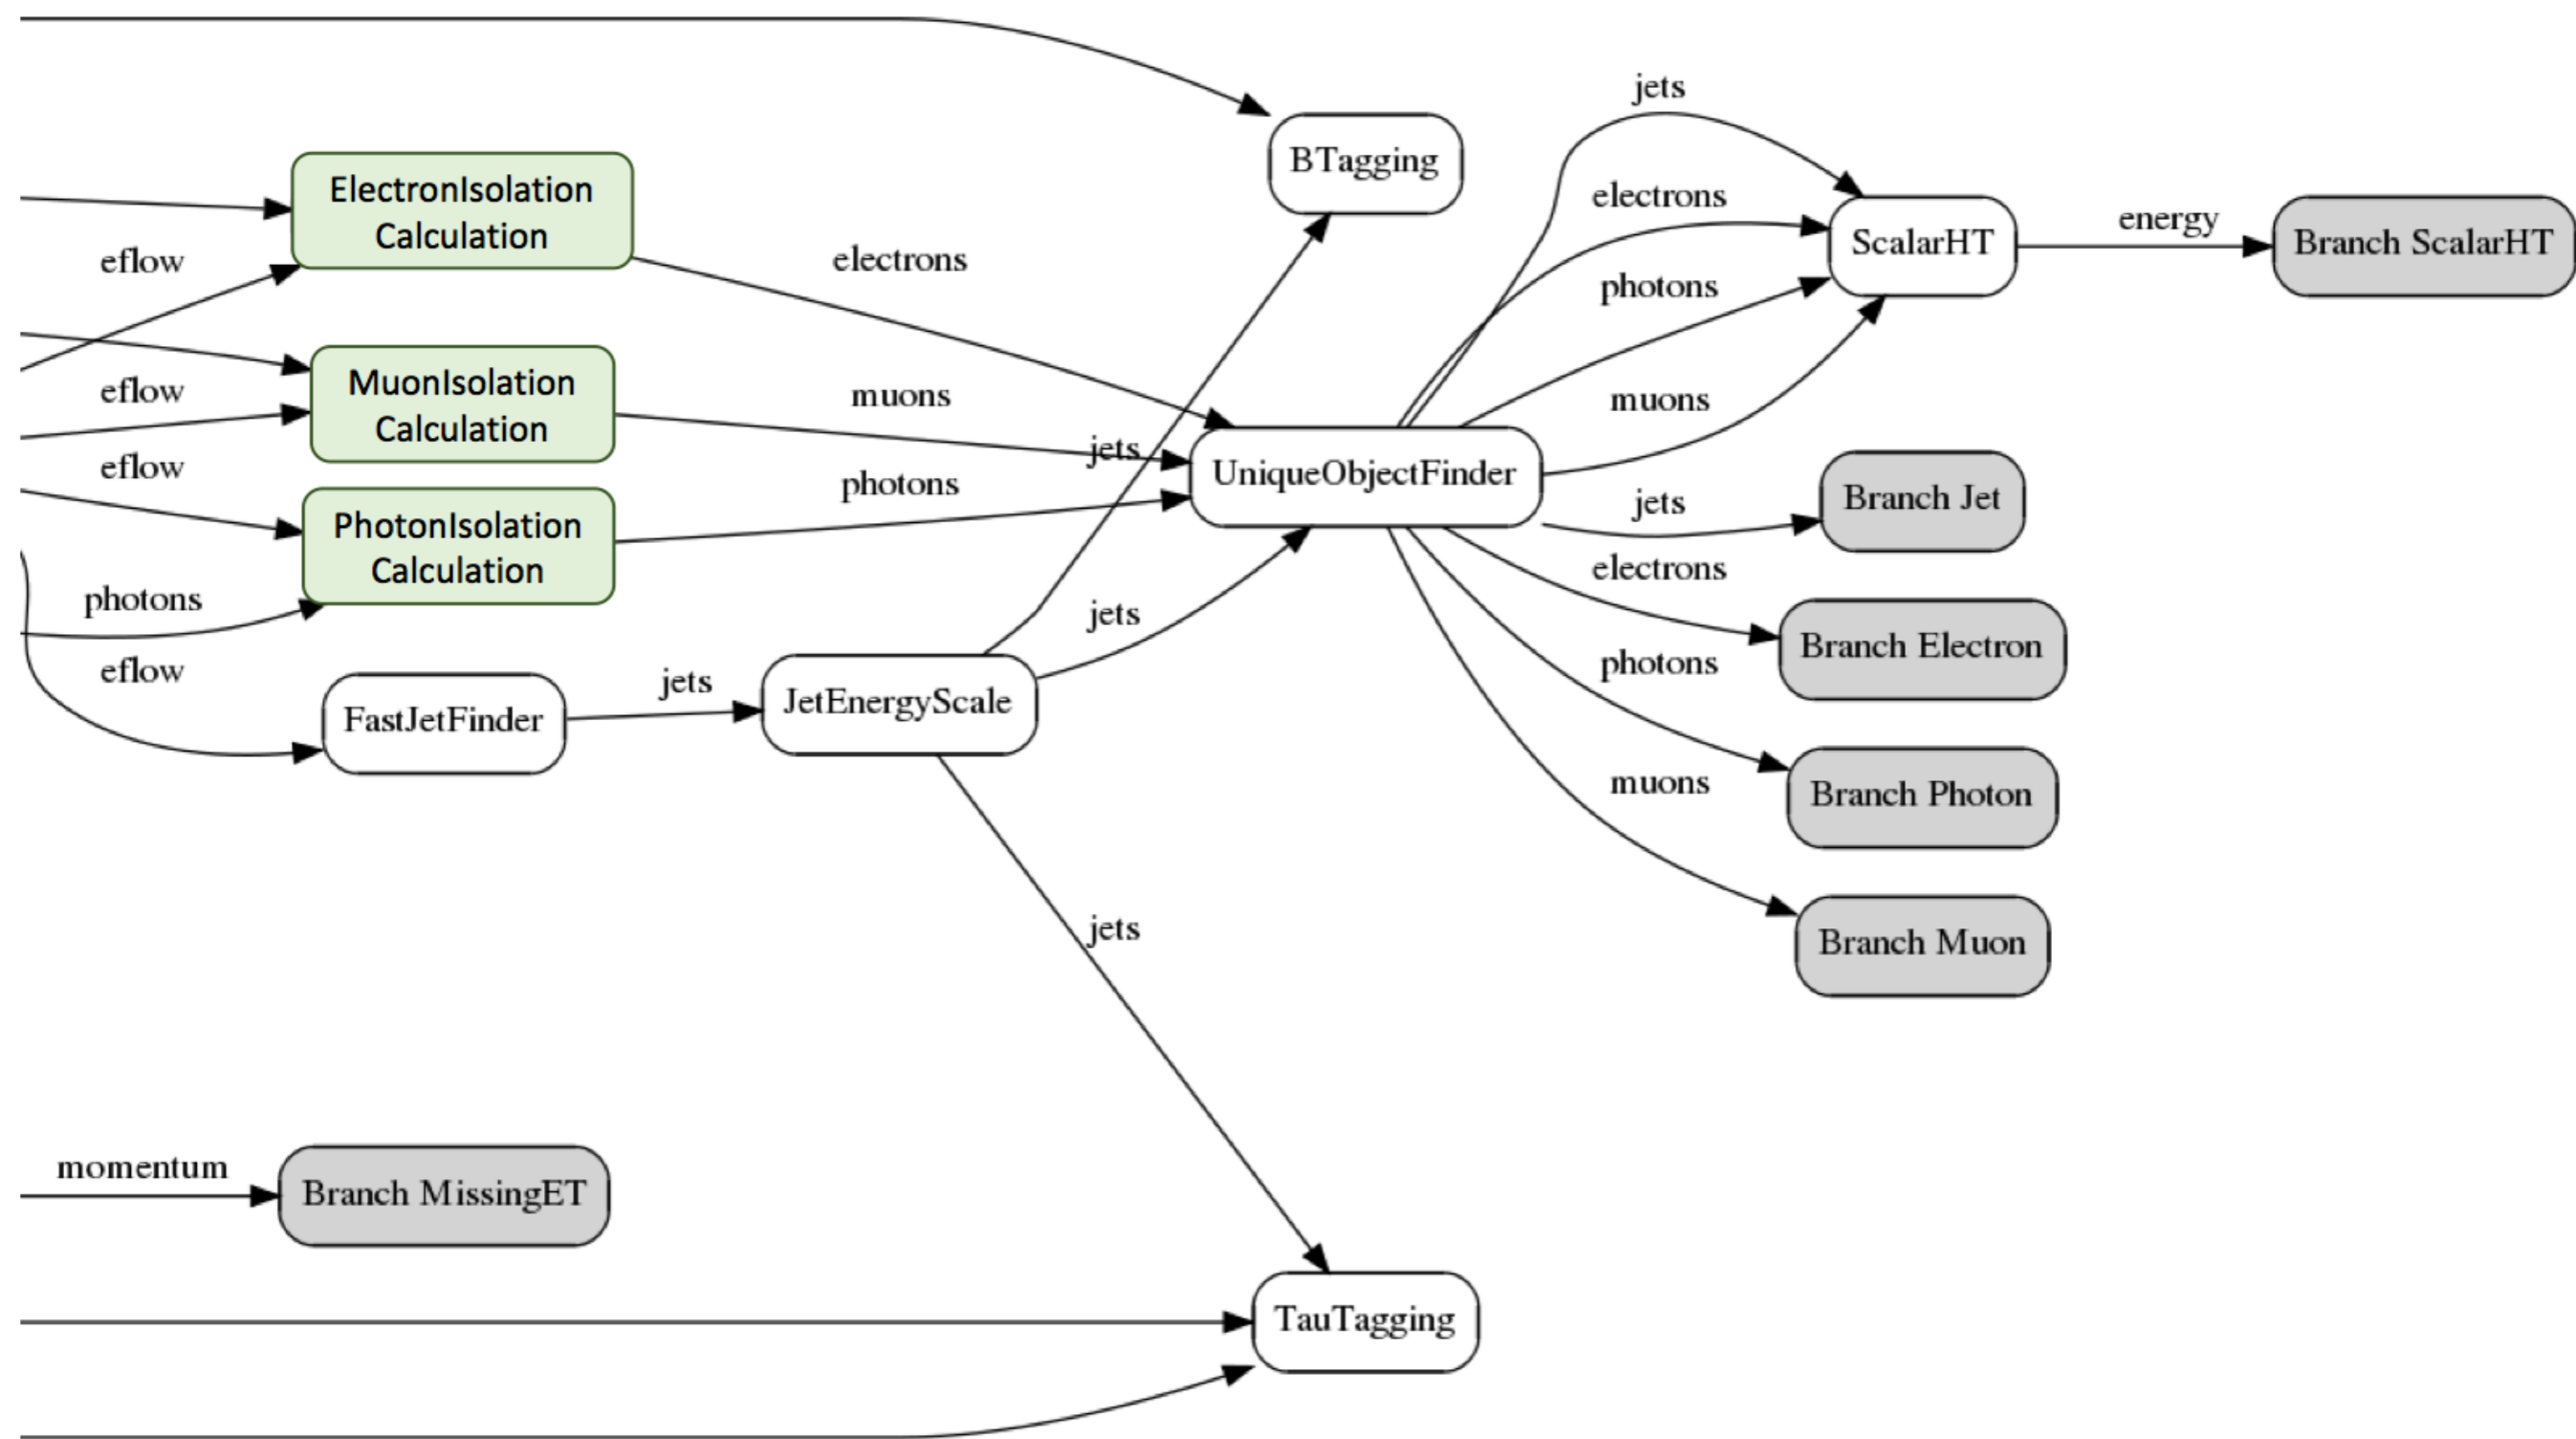 jets
BTagging
ElectronIsolation
Calculation
electrons
ScalarHT
energy
Branch ScalarHT
eflow
electrons
photons
MuonIsolation
Calculation
eflow
muons
muons
jets
UniqueObjectFinder
jets
Branch Jet
eflow
photons
PhotonIsolation
Calculation
electrons
photons
jets
Branch Electron
eflow
photons
FastJetFinder
jets
JetEnergyScale
muons
Branch Photon
jets
Branch Muon
momentum
Branch MissingET
TauTagging